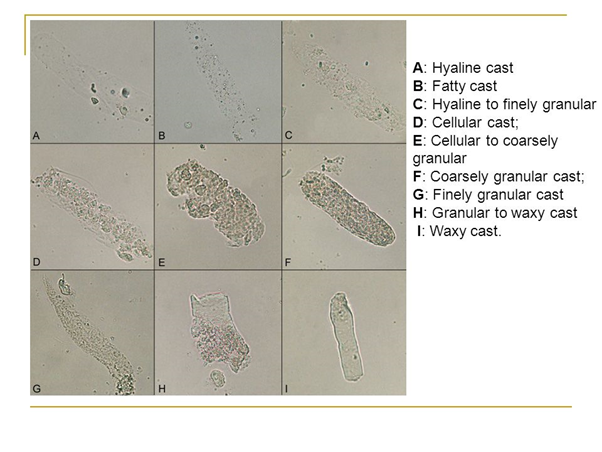 A: Hyaline cast
B: Fatty cast
C: Hyaline to finely granular
D: Cellular cast;
E: Cellular to coarsely
granular
F: Coarsely granular cast;
G: Finely granular cast
H: Granular to waxy cast
I: Waxy cast.
A
B
C
D
E
F
G
H
I